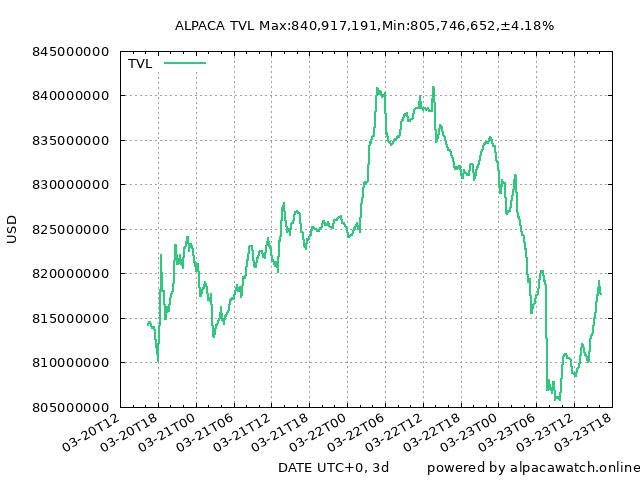 ALPACA TVL Max:840,917,191,Min:805,746,652,±4.18%
845000000
TVL
840000000
835000000
830000000
825000000
USD
820000000
815000000
810000000
805000000
03-20T12
03-20T18
03-21T00
03-21T06
03-21T12
03-21T18
03-22T00
03-22T06
03-22T12
03-22T18
03-23T00
03-23T06
03-23T12
03-23T18
DATE UTC+0, 3d
powered by alpacawatch.online